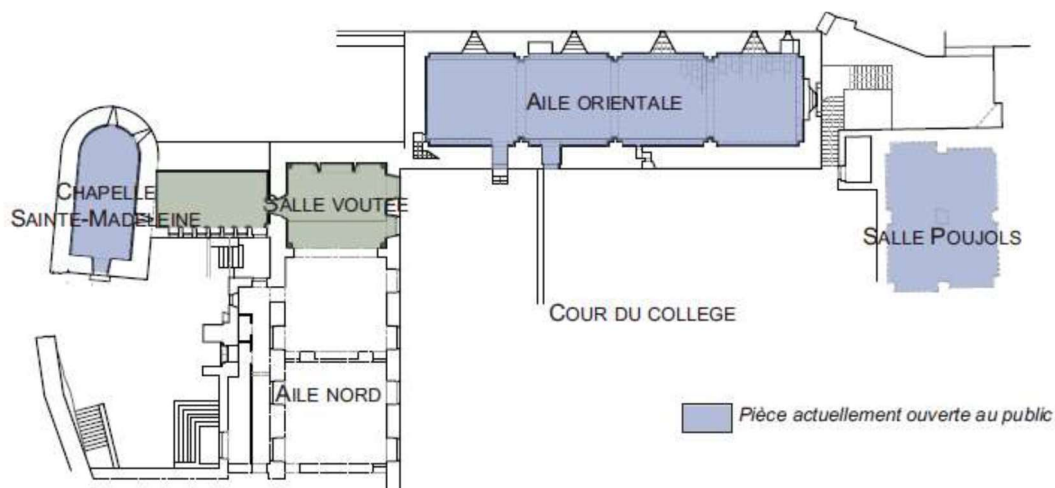 AILE ORIENTALE
CHAPELLE
SAINTE-MADELEINE
SALLE VOUTEE
SALLE POUJOLS
COUR DU COLLEGE
AILE NORD
Pièce actuellement ouverte au public